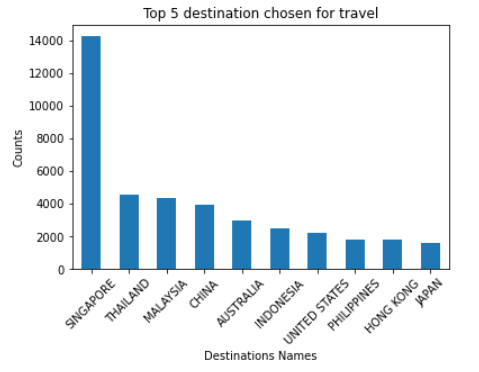 Top 5 destination chosen for travel
14000
12000
10000
8000
6000
4000
2000
0
Counts
SINGAPORE
THAILAND
MALAYSIA
CHINA
AUSTRALIA
INDONESIA
UNITED STATES
PHILIPPINES
HONG KONG
JAPAN
Destinations Names